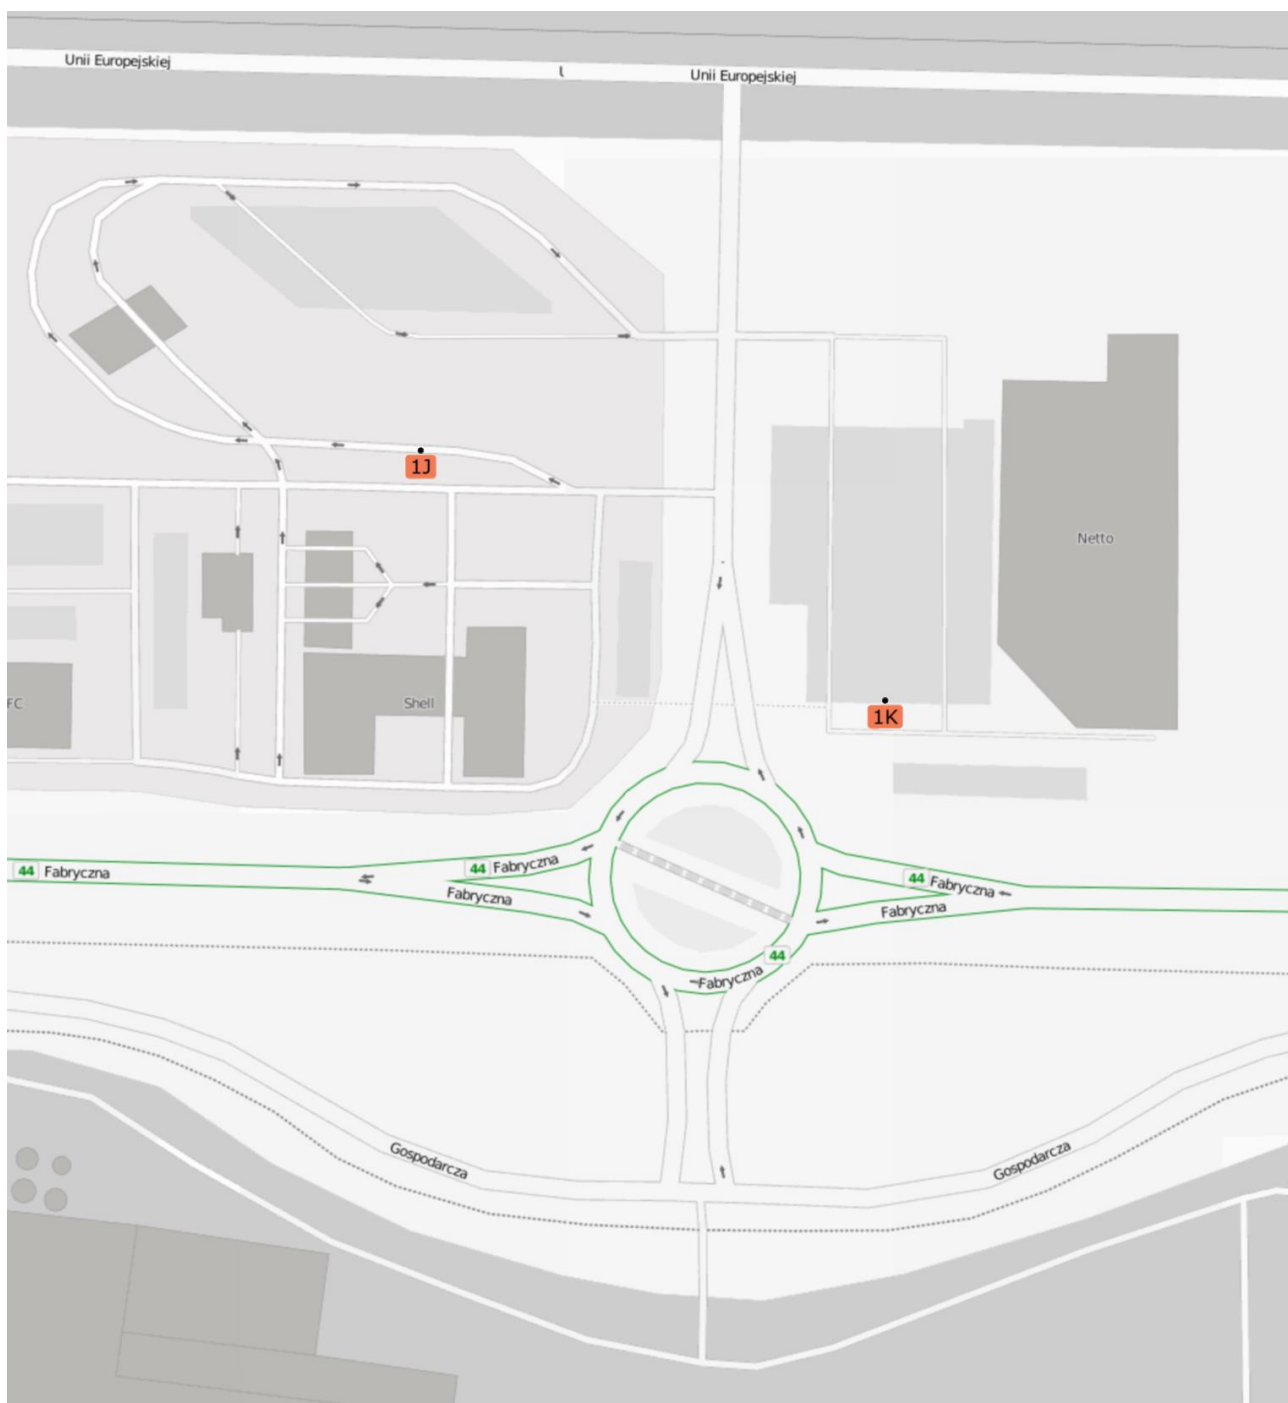 Unii Europejskiej
l
Unii Europejskiej
1J
Netto
FC
Shell
1K
44
Fabryczna
44
Fabryczna
Fabryczna
44
Fabryczna
Fabryczna
44
Fabryczna
Gospodarcza
Gospodarcza